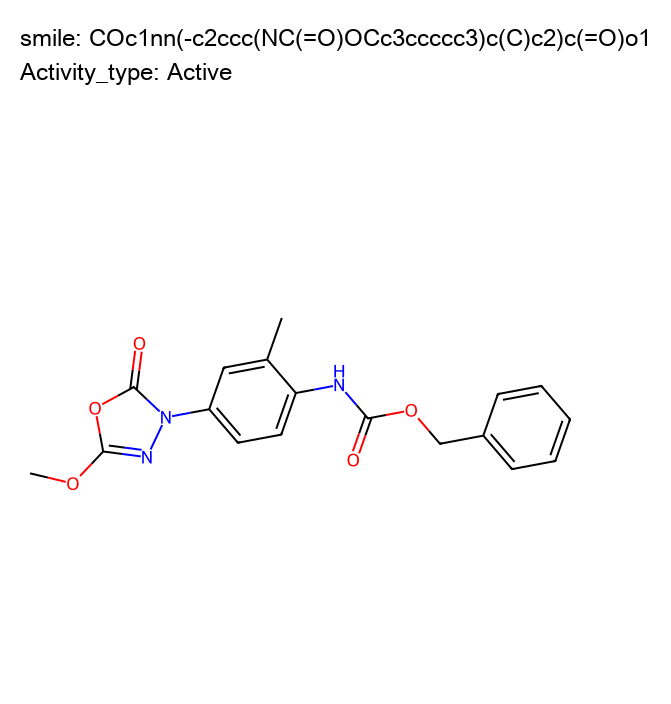 smile: COc1nn(-c2ccc(NC(=O)OCc3ccccc3)c(C)c2)c(=O)o1
Activity_type: Active
O
O
N
N
O
H
N
O
O